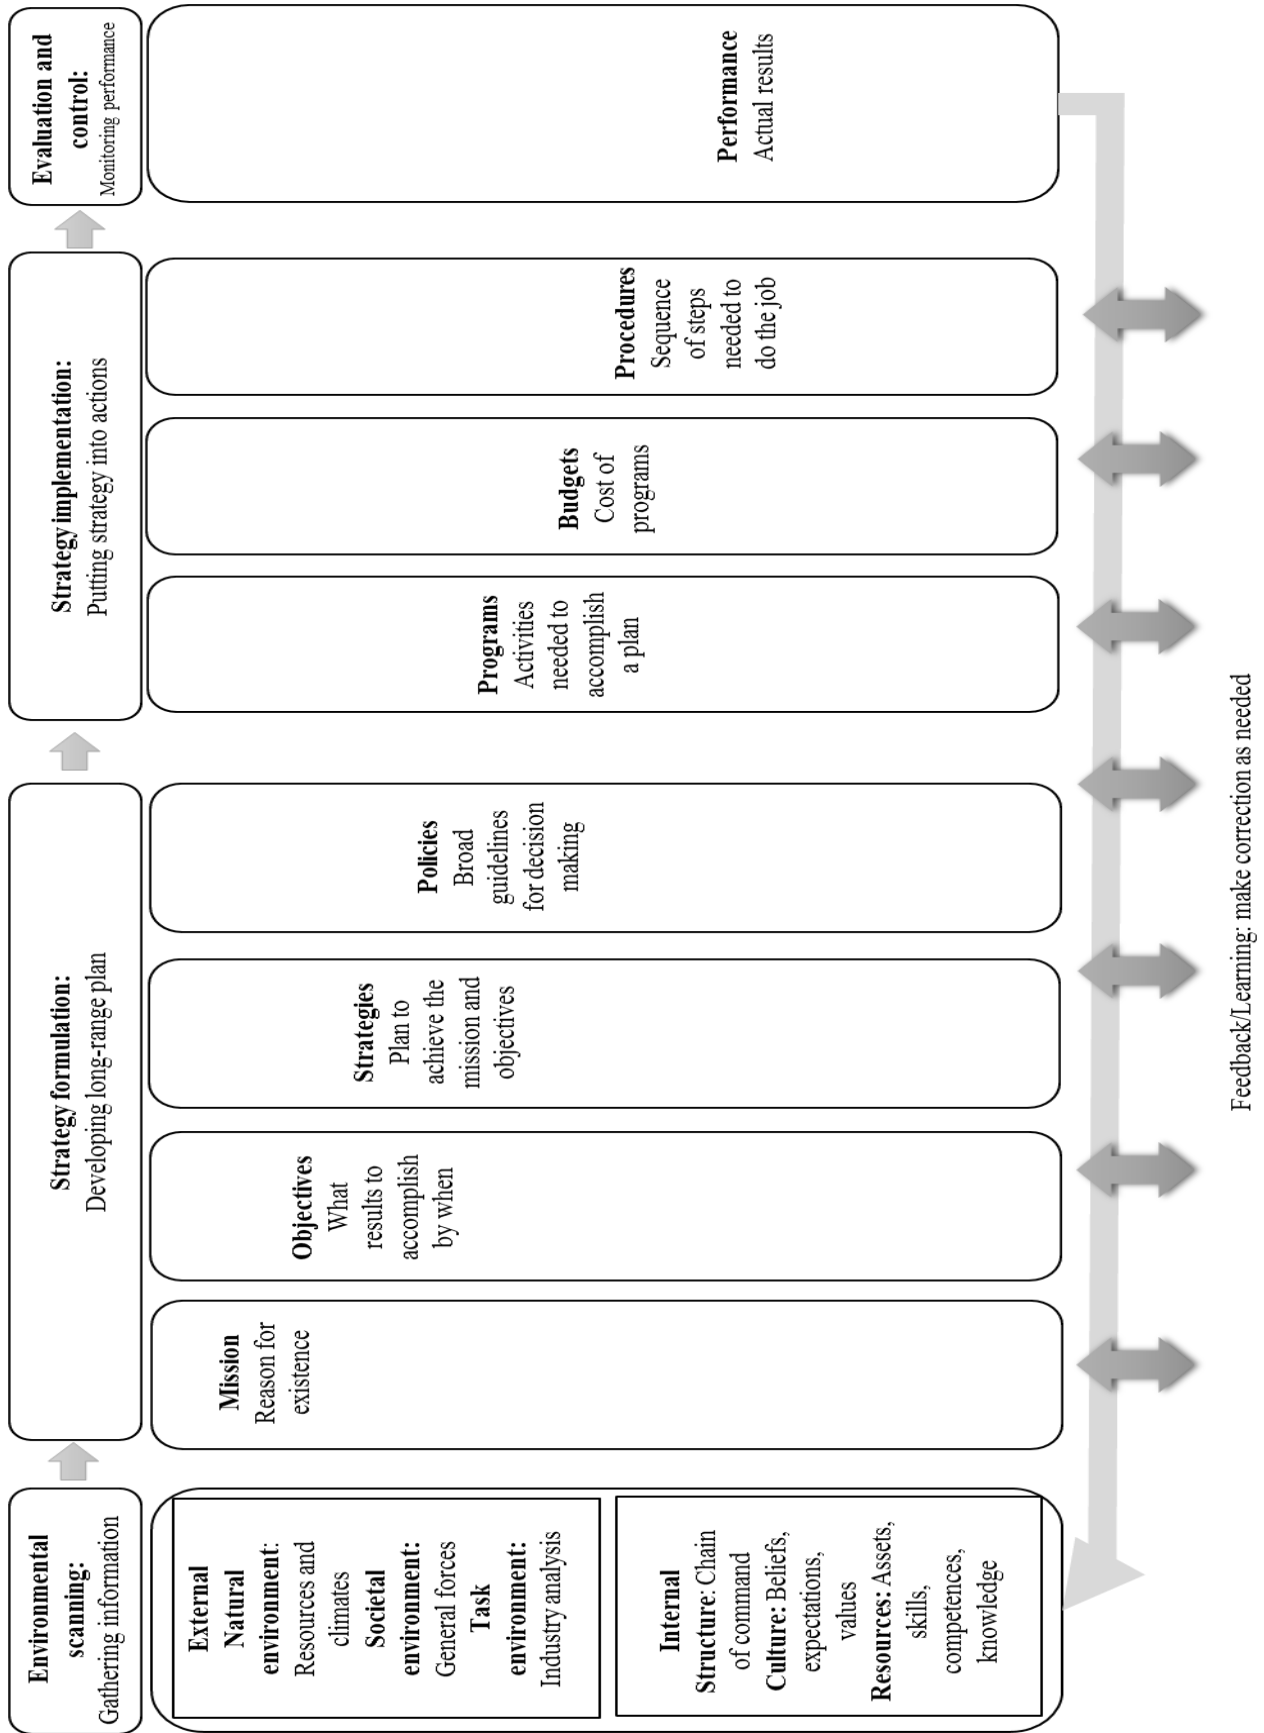 Environmental
scanning:
Gathering information
Strategy formulation:
Developing long-range plan
Strategy implementation:
Putting strategy into actions
Evaluation and
control:
Monitoring performance
External
Natural
environment:
Resources and
climates
Societal
environment:
General forces
Task
environment:
Industry analysis
Internal
Structure: Chain
of command
Culture: Beliefs,
expectations,
values
Resources: Assets,
skills,
competences,
knowledge
Mission
Reason for
existence
Objectives
What
results to
accomplish
by when
Strategies
Plan to
achieve the
mission and
objectives
Policies
Broad
guidelines
for decision
making
Programs
Activities
needed to
accomplish
a plan
Budgets
Cost of
programs
Procedures
Sequence
of steps
needed to
do the job
Performance
Actual results
Feedback/Learning: make correction as needed